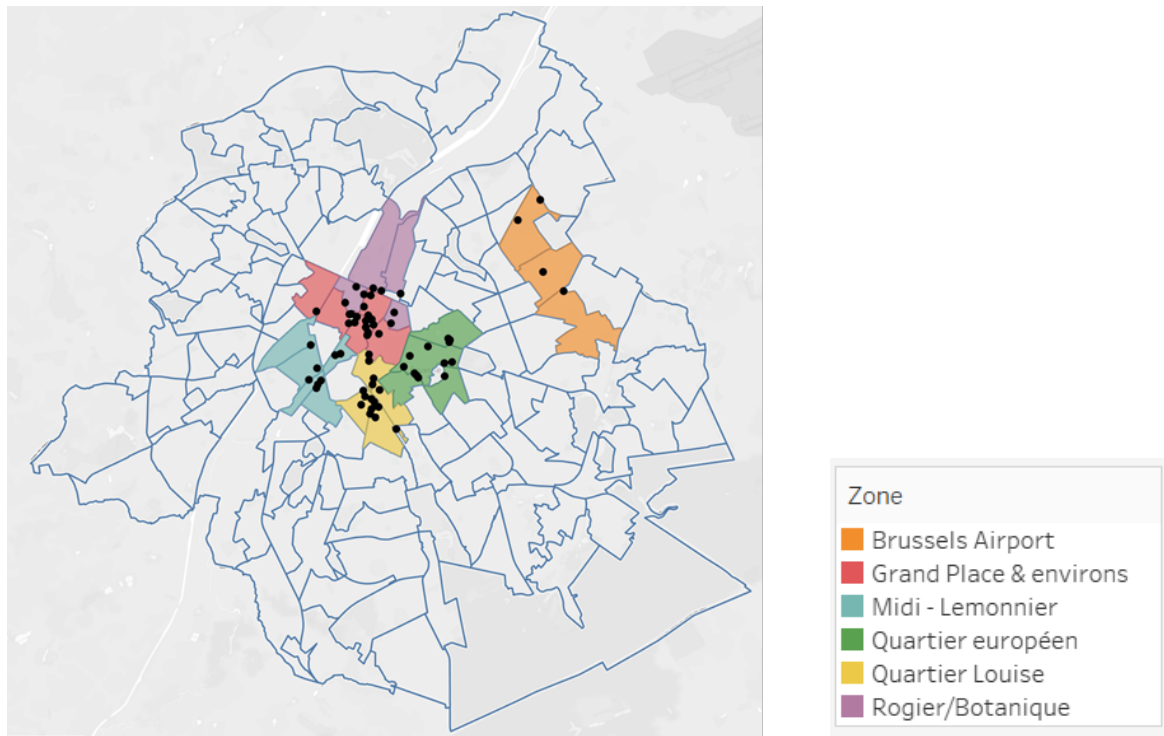 Zone
Brussels Airport
Grand Place & environs
Midi - Lemonnier
Quartier européen
Quartier Louise
Rogier/Botanique